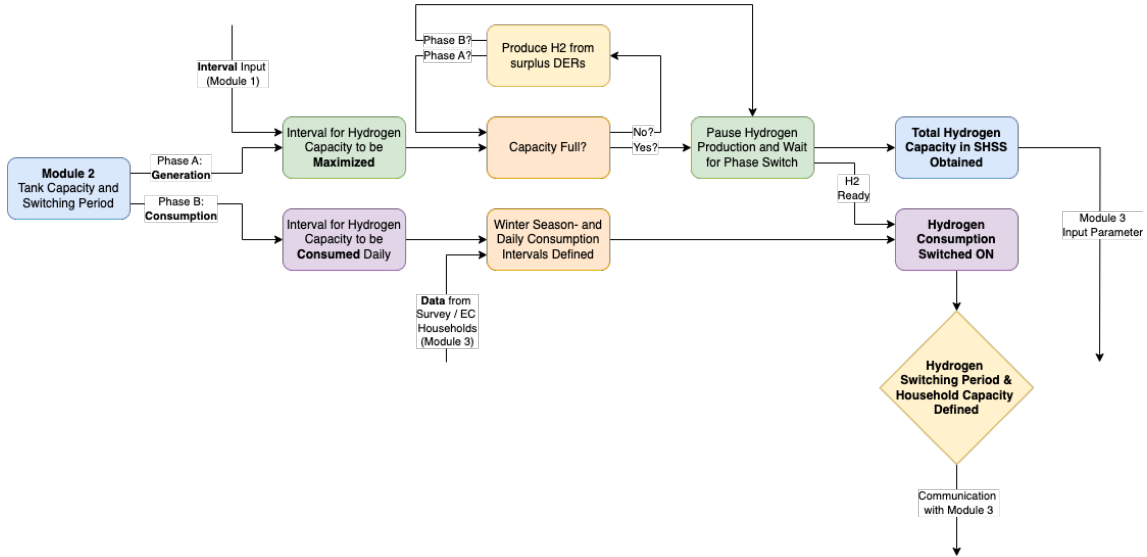 Phase B?
Phase A?
Produce H2 from
surplus DERs
Interval Input
(Module 1)
Interval for Hydrogen
Capacity to be
Maximized
Capacity Full?
No?
Yes?
Pause Hydrogen
Production and Wait
for Phase Switch
Total Hydrogen
Capacity in SHSS
Obtained
Module 2
Tank Capacity and
Switching Period
Phase A:
Generation
Phase B:
Consumption
H2
Ready
Interval for Hydrogen
Capacity to be
Consumed Daily
Winter Season- and
Daily Consumption
Intervals Defined
Hydrogen
Consumption
Switched ON
Module 3
Input Parameter
Data from
Survey / EC
Households
(Module 3)
Hydrogen
Switching Period &
Household Capacity
Defined
Communication
with Module 3